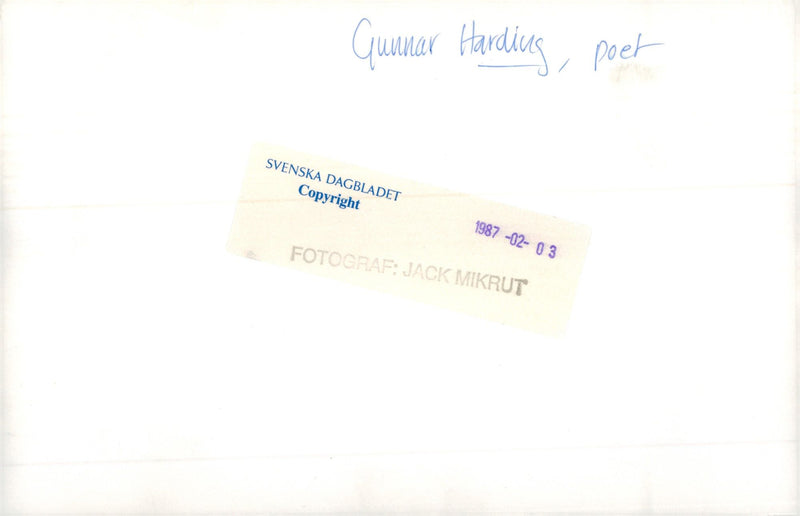 Gunnar Harding, poet
SVENSKA DAGBLADET
Copyright
1987 -02- 03
FOTOGRAF: JACK MIKRUT